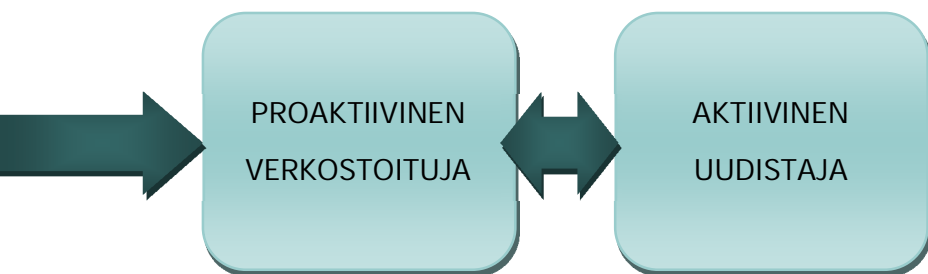 PROAKTIIVINEN
VERKOSTOITUJA
AKTIIVINEN
UUDISTAJA